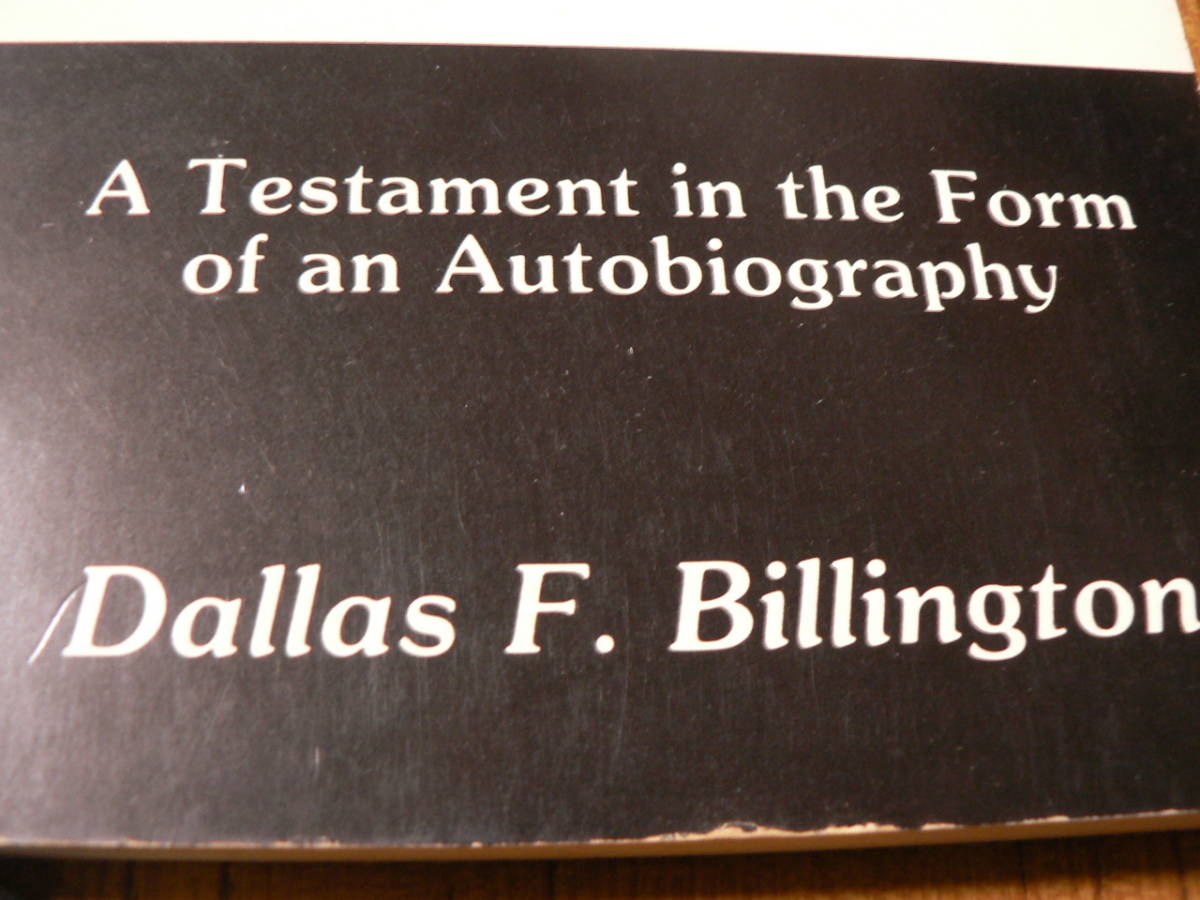 A Testament in the Form
of an Autobiography
Dallas F. Billington